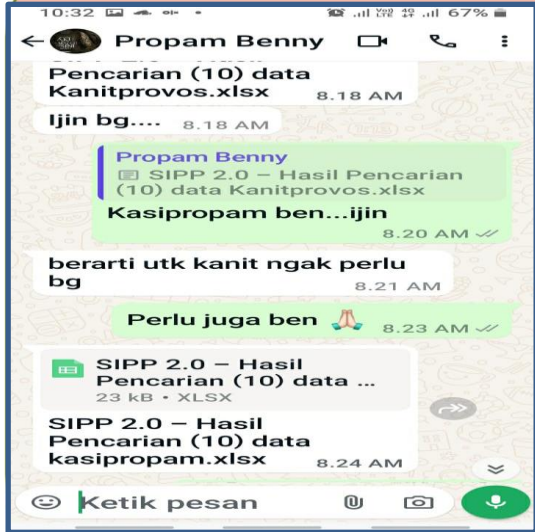 10:32
67%
Propam Benny
Pencarian (10) data
Kanitprovos.xlsx
8.18 AM
Ijin bg....
8.18 AM
Propam Benny
SIPP 2.0 – Hasil Pencarian
(10) data Kanitprovos.xlsx
Kasipropam ben...ijin
8.20 AM
berarti utk kanit ngak perlu
bg
8.21 AM
Perlu juga ben 🙏
8.23 AM
SIPP 2.0 – Hasil
Pencarian (10) data ...
23 kB • XLSX
SIPP 2.0 – Hasil
Pencarian (10) data
kasipropam.xlsx
8.24 AM
Ketik pesan